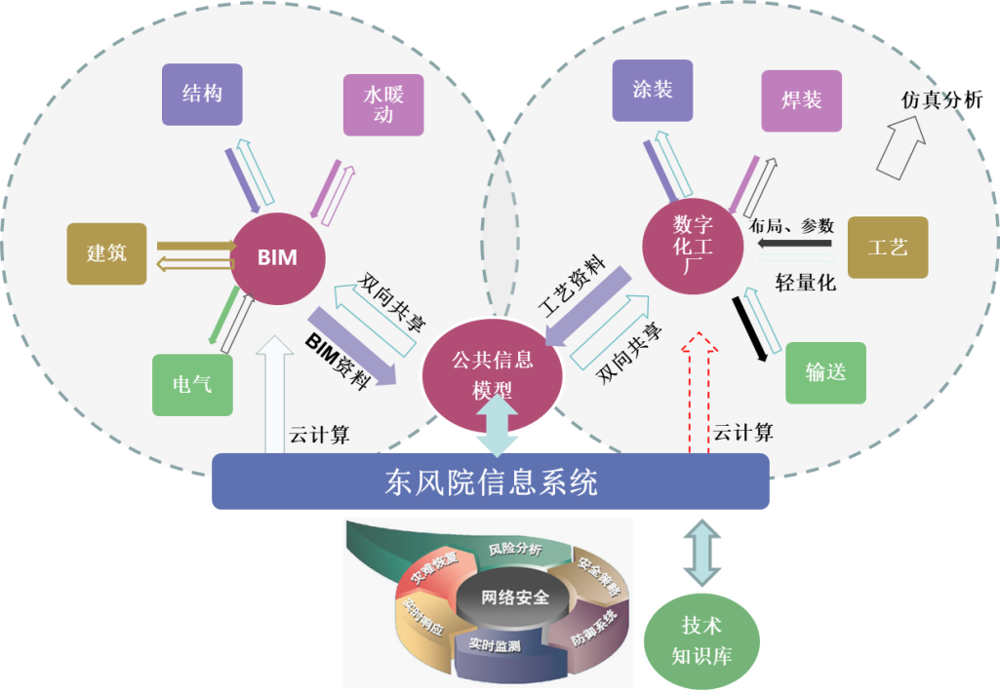 结构
水暖
动
建筑
BIM
电气
双向共享
BIM资料
云计算
涂装
焊装
仿真分析
数字
化工
厂
布局、参数
工艺
轻量化
输送
工艺资料
双向共享
云计算
公共信息
模型
东风院信息系统
风险分析
灾难恢复
安全策略
网络安全
实时响应
防御系统
实时监测
技术
知识库